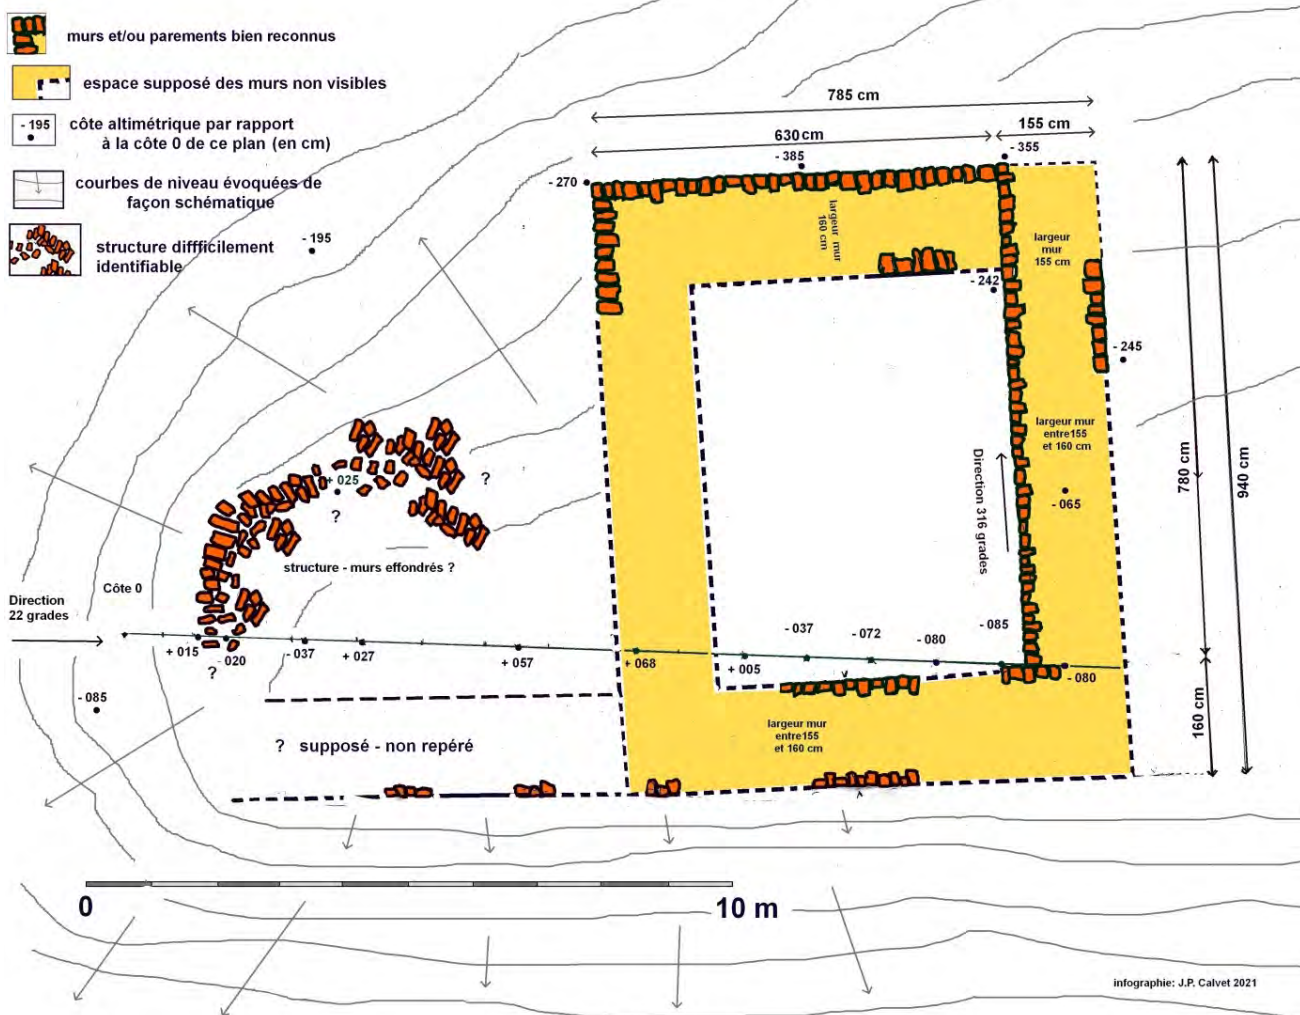 murs et/ou parements bien reconnus
espace supposé des murs non visibles
- 195
côte altimétrique par rapport
à la côte 0 de ce plan (en cm)
courbes de niveau évoquées de
façon schématique
structure diffficilement
identifiable
- 195
785 cm
630 cm
155 cm
- 385
- 355
- 270
largeur mur
160 cm
largeur
mur
155 cm
- 242
- 245
largeur mur
entre155
et 160 cm
- 065
Direction 316 grades
780 cm
940 cm
160 cm
+ 025
?
?
structure - murs effondrés ?
Côte 0
Direction
22 grades
+ 015
- 020
- 037
+ 027
+ 057
+ 068
+ 005
- 037
- 072
- 080
- 085
- 080
?
- 085
? supposé - non repéré
largeur mur
entre155
et 160 cm
0
10 m
infographie: J.P. Calvet 2021